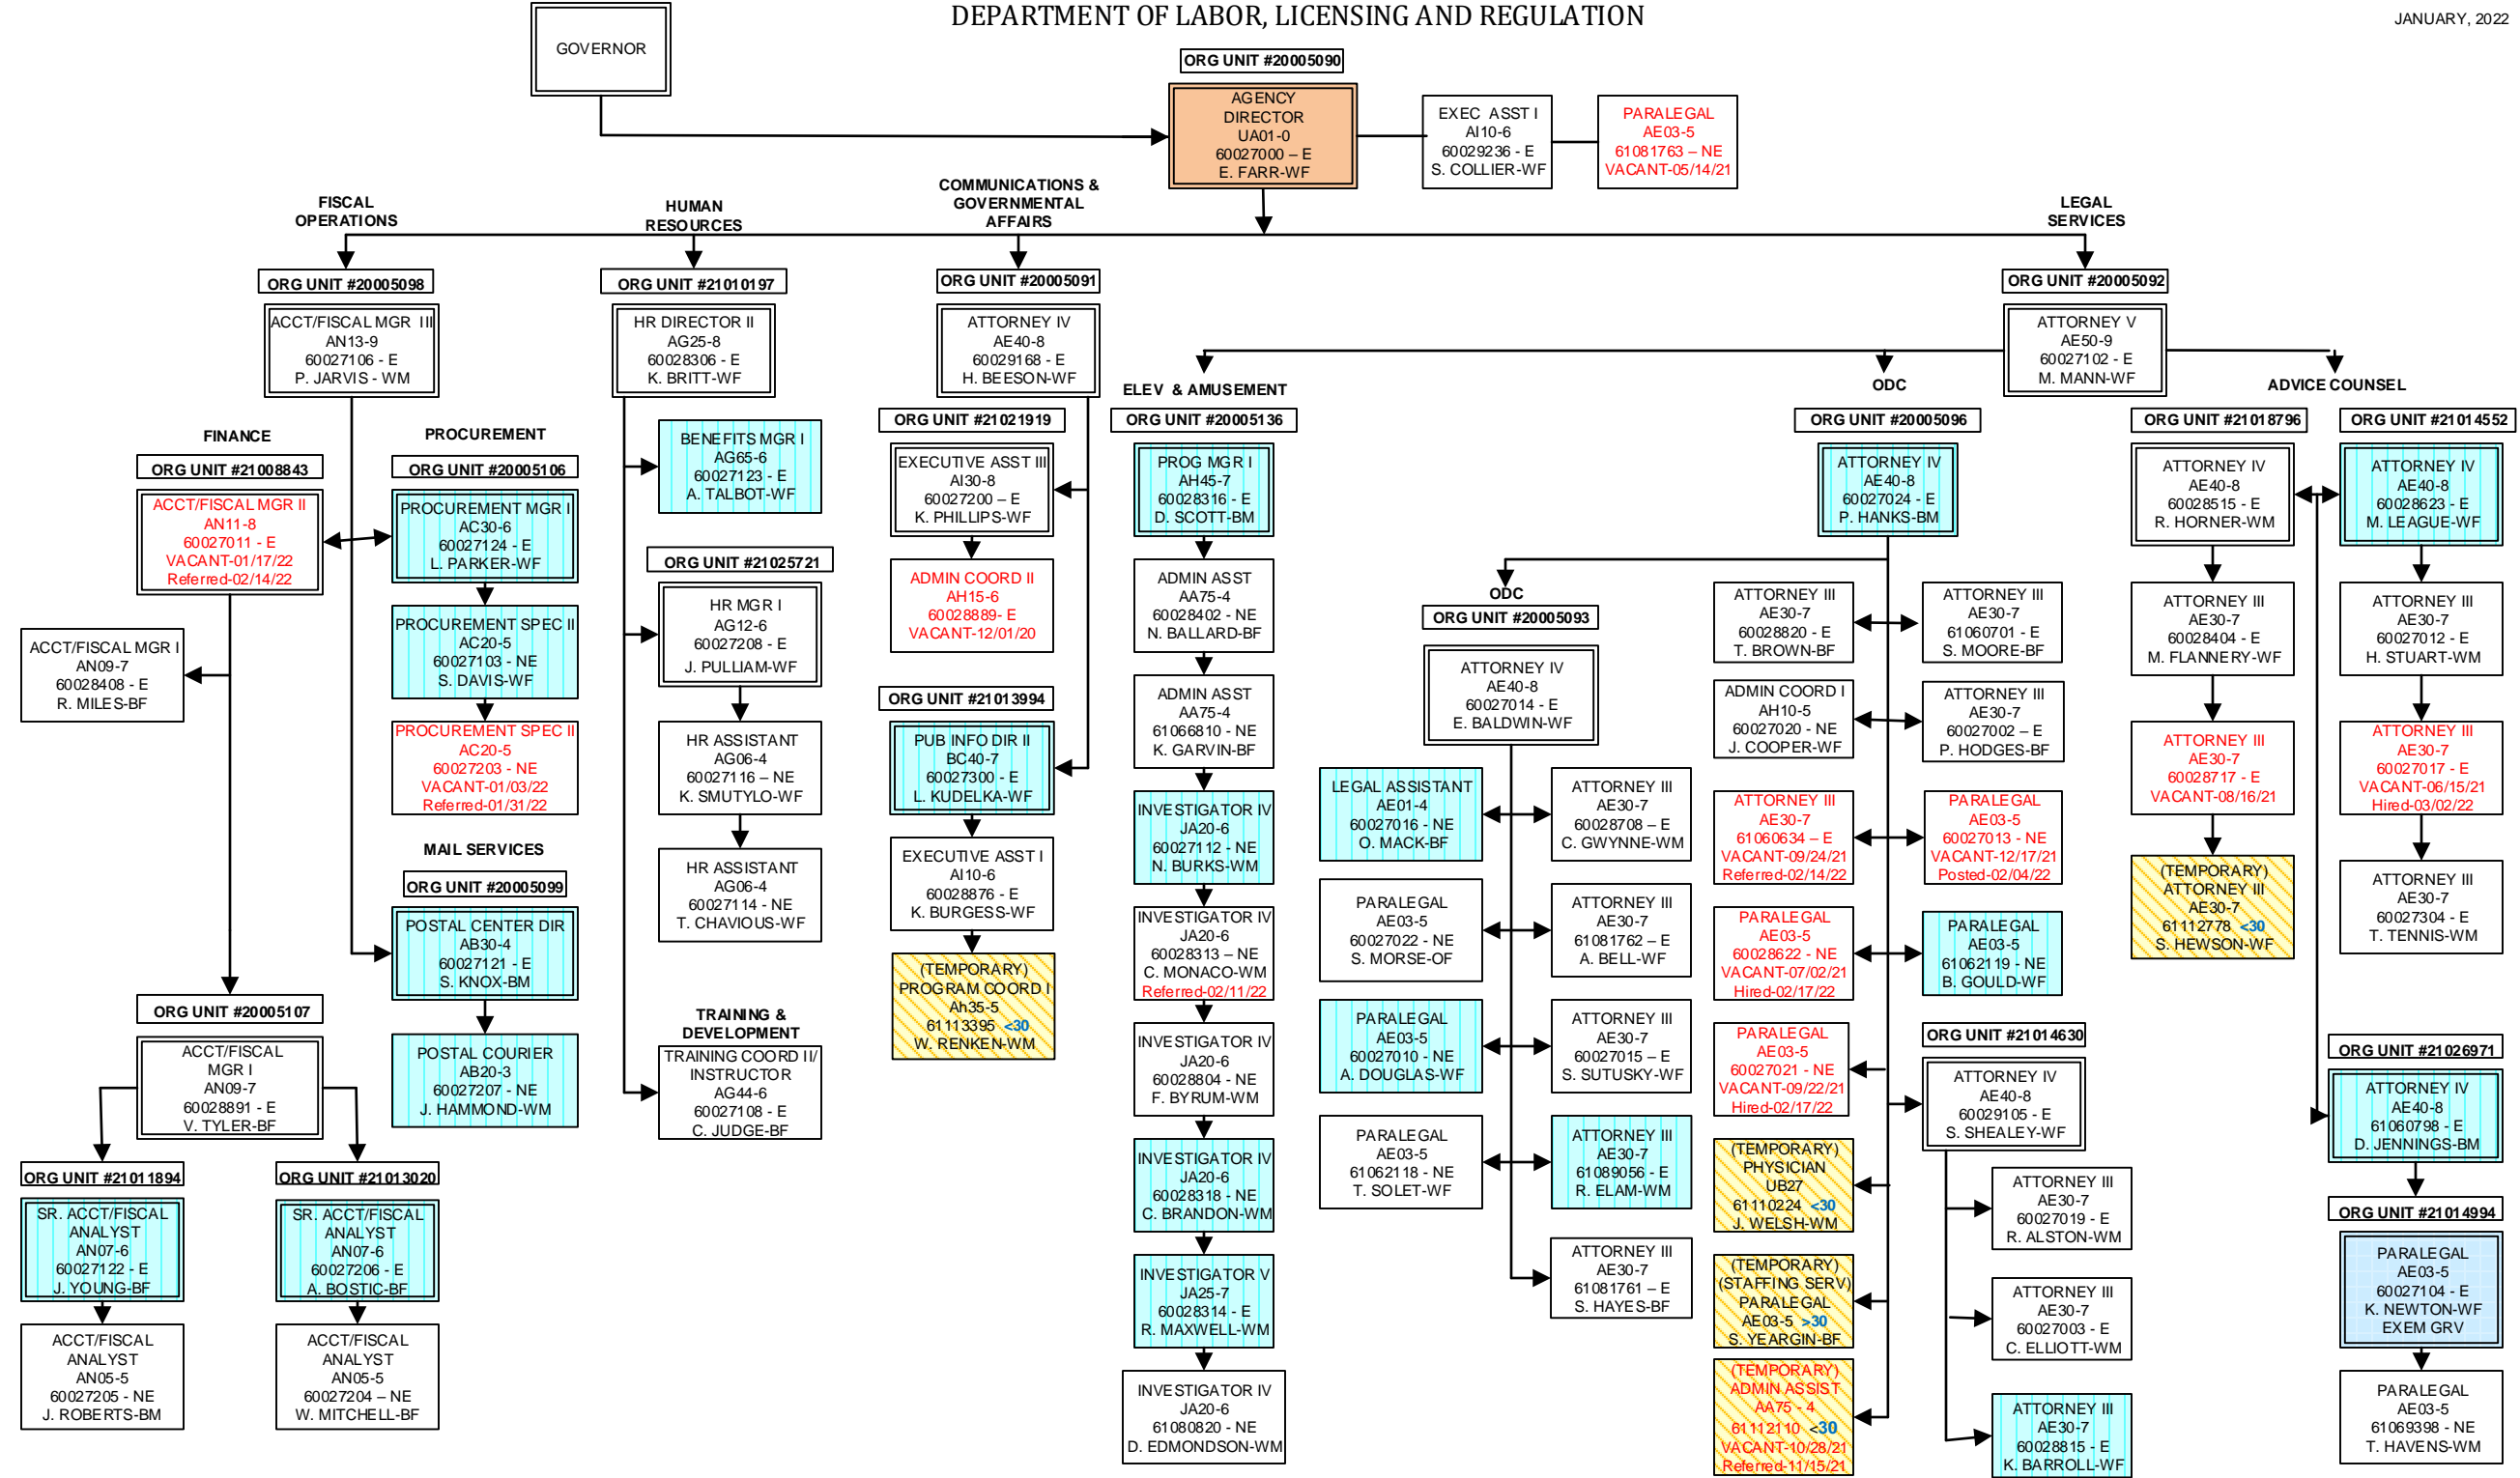 DEPARTMENT OF LABOR, LICENSING AND REGULATION
JANUARY, 2022
GOVERNOR
ORG UNIT #20005090
AGENCY
DIRECTOR
UA01-0
60027000 – E
E. FARR-WF
EXEC ASST I
AI10-6
60029236 - E
S. COLLIER-WF
PARALEGAL
AE03-5
61081763 – NE
VACANT-05/14/21
FISCAL
OPERATIONS
HUMAN
RESOURCES
COMMUNICATIONS &
GOVERNMENTAL
AFFAIRS
LEGAL
SERVICES
ORG UNIT #20005098
ACCT/FISCAL MGR III
AN13-9
60027106 - E
P. JARVIS - WM
ORG UNIT #21010197
HR DIRECTOR II
AG25-8
60028306 - E
K. BRITT-WF
ORG UNIT #20005091
ATTORNEY IV
AE40-8
60029168 - E
H. BEESON-WF
ORG UNIT #20005092
ATTORNEY V
AE50-9
60027102 - E
M. MANN-WF
FINANCE
ORG UNIT #21008843
ACCT/FISCAL MGR II
AN11-8
60027011 - E
VACANT-01/17/22
Referred-02/14/22
ACCT/FISCAL MGR I
AN09-7
60028408 - E
R. MILES-BF
ORG UNIT #20005107
ACCT/FISCAL
MGR I
AN09-7
60028891 - E
V. TYLER-BF
ORG UNIT #21011894
SR. ACCT/FISCAL
ANALYST
AN07-6
60027122 - E
J. YOUNG-BF
ACCT/FISCAL
ANALYST
AN05-5
60027205 - NE
J. ROBERTS-BM
ORG UNIT #21013020
SR. ACCT/FISCAL
ANALYST
AN07-6
60027206 - E
A. BOSTIC-BF
ACCT/FISCAL
ANALYST
AN05-5
60027204 – NE
W. MITCHELL-BF
PROCUREMENT
ORG UNIT #20005106
PROCUREMENT MGR I
AC30-6
60027124 - E
L. PARKER-WF
PROCUREMENT SPEC II
AC20-5
60027103 - NE
S. DAVIS-WF
PROCUREMENT SPEC II
AC20-5
60027203 - NE
VACANT-01/03/22
Referred-01/31/22
MAIL SERVICES
ORG UNIT #20005099
POSTAL CENTER DIR
AB30-4
60027121 - E
S. KNOX-BM
POSTAL COURIER
AB20-3
60027207 - NE
J. HAMMOND-WM
BENEFITS MGR I
AG65-6
60027123 - E
A. TALBOT-WF
ORG UNIT #21025721
HR MGR I
AG12-6
60027208 – E
J. PULLIAM-WF
HR ASSISTANT
AG06-4
60027116 – NE
K. SMUTYLO-WF
HR ASSISTANT
AG06-4
60027114 - NE
T. CHAVIOUS-WF
TRAINING &
DEVELOPMENT
TRAINING COORD II/
INSTRUCTOR
AG44-6
60027108 - E
C. JUDGE-BF
ORG UNIT #21021919
EXECUTIVE ASST III
AI30-8
60027200 – E
K. PHILLIPS-WF
ADMIN COORD II
AH15-6
60028889- E
VACANT-12/01/20
ORG UNIT #21013994
PUB INFO DIR II
BC40-7
60027300 - E
L. KUDELKA-WF
EXECUTIVE ASST I
AI10-6
60028876 - E
K. BURGESS-WF
(TEMPORARY)
PROGRAM COORD I
Ah35-5
61113395 <30
W. RENKEN-WM
ELEV & AMUSEMENT
ORG UNIT #20005136
PROG MGR I
AH45-7
60028316 - E
D. SCOTT-BM
ADMIN ASST
AA75-4
60028402 - NE
N. BALLARD-BF
ADMIN ASST
AA75-4
61066810 - NE
K. GARVIN-BF
INVESTIGATOR IV
JA20-6
60027112 - NE
N. BURKS-WM
INVESTIGATOR IV
JA20-6
60028313 – NE
C. MONACO-WM
Referred-02/11/22
INVESTIGATOR IV
JA20-6
60028804 - NE
F. BYRUM-WM
INVESTIGATOR IV
JA20-6
60028318 - NE
C. BRANDON-WM
INVESTIGATOR V
JA25-7
60028314 - E
R. MAXWELL-WM
INVESTIGATOR IV
JA20-6
61080820 - NE
D. EDMONDSON-WM
ODC
ORG UNIT #20005096
ATTORNEY IV
AE40-8
60027024 - E
P. HANKS-BM
ODC
ORG UNIT #20005093
ATTORNEY IV
AE40-8
60027014 - E
E. BALDWIN-WF
LEGAL ASSISTANT
AE01-4
60027016 - NE
O. MACK-BF
ATTORNEY III
AE30-7
60028708 – E
C. GWYNNE-WM
PARALEGAL
AE03-5
60027022 - NE
S. MORSE-OF
ATTORNEY III
AE30-7
61081762 – E
A. BELL-WF
PARALEGAL
AE03-5
60027010 - NE
A. DOUGLAS-WF
ATTORNEY III
AE30-7
60027015 – E
S. SUTUSKY-WF
PARALEGAL
AE03-5
61062118 - NE
T. SOLET-WF
ATTORNEY III
AE30-7
61089056 - E
R. ELAM-WM
ATTORNEY III
AE30-7
61081761 – E
S. HAYES-BF
ATTORNEY III
AE30-7
60028820 - E
T. BROWN-BF
ATTORNEY III
AE30-7
61060701 - E
S. MOORE-BF
ADMIN COORD I
AH10-5
60027020 - NE
J. COOPER-WF
ATTORNEY III
AE30-7
60027002 – E
P. HODGES-BF
ATTORNEY III
AE30-7
61060634 – E
VACANT-09/24/21
Referred-02/14/22
PARALEGAL
AE03-5
60027013 - NE
VACANT-12/17/21
Posted-02/04/22
PARALEGAL
AE03-5
60028622 - NE
VACANT-07/02/21
Hired-02/17/22
PARALEGAL
AE03-5
61062119 - NE
B. GOULD-WF
PARALEGAL
AE03-5
60027021 - NE
VACANT-09/22/21
Hired-02/17/22
(TEMPORARY)
PHYSICIAN
UB27
61110224 <30
J. WELSH-WM
(TEMPORARY)
(STAFFING SERV)
PARALEGAL
AE03-5 >30
S. YEARGIN-BF
(TEMPORARY)
ADMIN ASSIST
AA75 - 4
61112110 <30
VACANT-10/28/21
Referred-11/15/21
ORG UNIT #21014630
ATTORNEY IV
AE40-8
60029105 - E
S. SHEALEY-WF
ATTORNEY III
AE30-7
60027019 - E
R. ALSTON-WM
ATTORNEY III
AE30-7
60027003 - E
C. ELLIOTT-WM
ATTORNEY III
AE30-7
60028815 - E
K. BARROLL-WF
ADVICE COUNSEL
ORG UNIT #21018796
ATTORNEY IV
AE40-8
60028515 - E
R. HORNER-WM
ATTORNEY III
AE30-7
60028404 - E
M. FLANNERY-WF
ATTORNEY III
AE30-7
60028717 - E
VACANT-08/16/21
(TEMPORARY)
ATTORNEY III
AE30-7
61112778 <30
S. HEWSON-WF
ORG UNIT #21014552
ATTORNEY IV
AE40-8
60028623 - E
M. LEAGUE-WF
ATTORNEY III
AE30-7
60027012 - E
H. STUART-WM
ATTORNEY III
AE30-7
60027017 - E
VACANT-06/15/21
Hired-03/02/22
ATTORNEY III
AE30-7
60027304 - E
T. TENNIS-WM
ORG UNIT #21026971
ATTORNEY IV
AE40-8
61060798 - E
D. JENNINGS-BM
ORG UNIT #21014994
PARALEGAL
AE03-5
60027104 - E
K. NEWTON-WF
EXEM GRV
PARALEGAL
AE03-5
61069398 - NE
T. HAVENS-WM